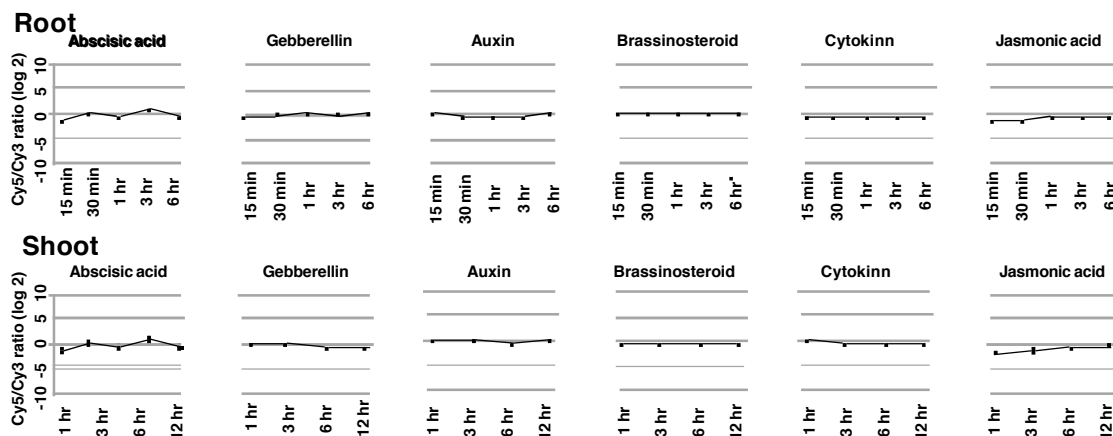 Root
Abscisic acid Gebberellin Auxin Brassinosteroid Cytokinn Jasmonic acid
Cy5/Cy3 ratio (log 2)
10
5
0
-5
-10
15 min 30 min 1 hr 3 hr 6 hr
15 min 30 min 1 hr 3 hr 6 hr
15 min 30 min 1 hr 3 hr 6 hr
15 min 30 min 1 hr 3 hr 6 hr
15 min 30 min 1 hr 3 hr 6 hr
15 min 30 min 1 hr 3 hr 6 hr
Shoot
Abscisic acid Gebberellin Auxin Brassinosteroid Cytokinn Jasmonic acid
Cy5/Cy3 ratio (log 2)
10
5
0
-5
-10
1 hr 3 hr 6 hr 12 hr
1 hr 3 hr 6 hr 12 hr
1 hr 3 hr 6 hr 12 hr
1 hr 3 hr 6 hr 12 hr
1 hr 3 hr 6 hr 12 hr
1 hr 3 hr 6 hr 12 hr